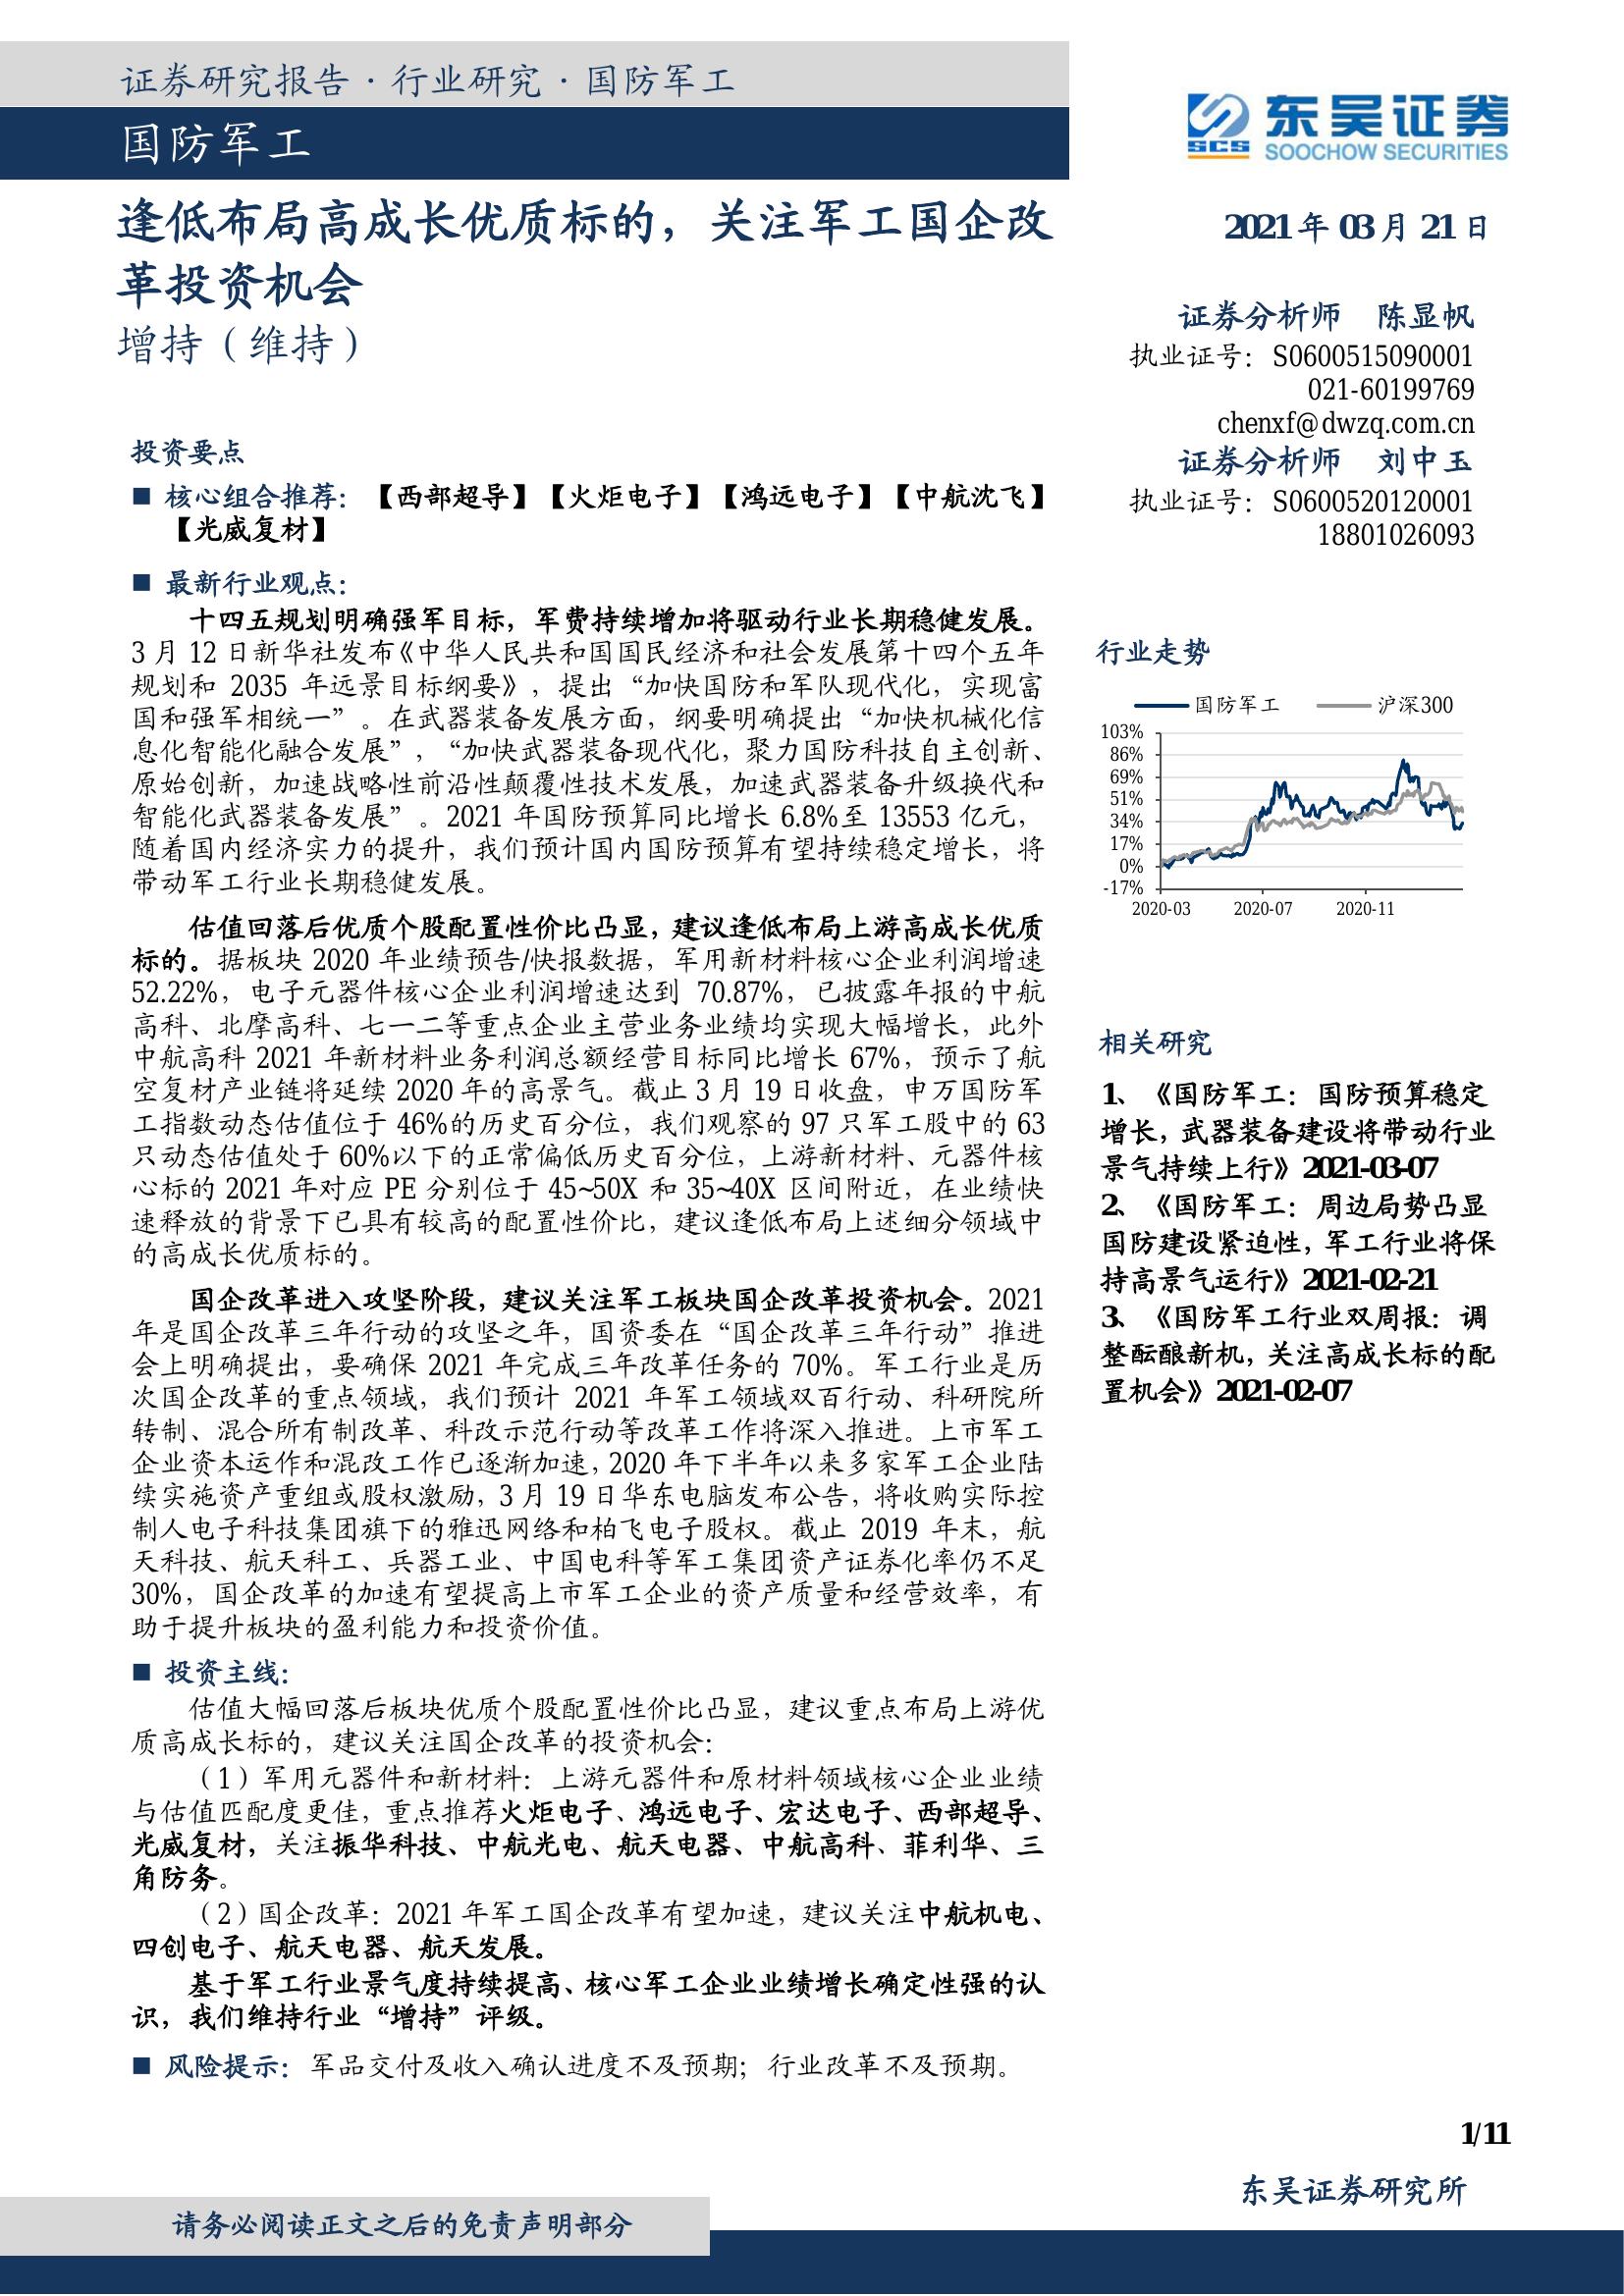 证券研究报告·行业研究·国防军工
国防军工
逢低布局高成长优质标的，关注军工国企改
革投资机会
增持（维持）
投资要点
■ 核心组合推荐：【西部超导】【火炬电子】【鸿远电子】【中航沈飞】
【光威复材】
■ 最新行业观点：
十四五规划明确强军目标，军费持续增加将驱动行业长期稳健发展。
3 月 12 日新华社发布《中华人民共和国国民经济和社会发展第十四个五年
规划和 2035 年远景目标纲要》，提出“加快国防和军队现代化，实现富
国和强军相统一”。在武器装备发展方面，纲要明确提出“加快机械化信
息化智能化融合发展”，“加快武器装备现代化，聚力国防科技自主创新、
原始创新，加速战略性前沿性颠覆性技术发展，加速武器装备升级换代和
智能化武器装备发展”。2021 年国防预算同比增长 6.8%至 13553 亿元，
随着国内经济实力的提升，我们预计国内国防预算有望持续稳定增长，将
带动军工行业长期稳健发展。
估值回落后优质个股配置性价比凸显，建议逢低布局上游高成长优质
标的。据板块 2020 年业绩预告/快报数据，军用新材料核心企业利润增速
52.22%，电子元器件核心企业利润增速达到 70.87%，已披露年报的中航
高科、北摩高科、七一二等重点企业主营业务业绩均实现大幅增长，此外
中航高科 2021 年新材料业务利润总额经营目标同比增长 67%，预示了航
空复材产业链将延续 2020 年的高景气。截止 3 月 19 日收盘，申万国防军
工指数动态估值位于 46%的历史百分位，我们观察的 97 只军工股中的 63
只动态估值处于 60%以下的正常偏低历史百分位，上游新材料、元器件核
心标的 2021 年对应 PE 分别位于 45~50X 和 35~40X 区间附近，在业绩快
速释放的背景下已具有较高的配置性价比，建议逢低布局上述细分领域中
的高成长优质标的。
国企改革进入攻坚阶段，建议关注军工板块国企改革投资机会。2021
年是国企改革三年行动的攻坚之年，国资委在“国企改革三年行动”推进
会上明确提出，要确保 2021 年完成三年改革任务的 70%。军工行业是历
次国企改革的重点领域，我们预计 2021 年军工领域双百行动、科研院所
转制、混合所有制改革、科改示范行动等改革工作将深入推进。上市军工
企业资本运作和混改工作已逐渐加速，2020 年下半年以来多家军工企业陆
续实施资产重组或股权激励，3 月 19 日华东电脑发布公告，将收购实际控
制人电子科技集团旗下的雅迅网络和柏飞电子股权。截止 2019 年末，航
天科技、航天科工、兵器工业、中国电科等军工集团资产证券化率仍不足
30%，国企改革的加速有望提高上市军工企业的资产质量和经营效率，有
助于提升板块的盈利能力和投资价值。
■ 投资主线：
估值大幅回落后板块优质个股配置性价比凸显，建议重点布局上游优
质高成长标的，建议关注国企改革的投资机会：
（1）军用元器件和新材料：上游元器件和原材料领域核心企业业绩
与估值匹配度更佳，重点推荐火炬电子、鸿远电子、宏达电子、西部超导、
光威复材，关注振华科技、中航光电、航天电器、中航高科、菲利华、三
角防务。
（2）国企改革：2021 年军工国企改革有望加速，建议关注中航机电、
四创电子、航天电器、航天发展。
基于军工行业景气度持续提高、核心军工企业业绩增长确定性强的认
识，我们维持行业“增持”评级。
■ 风险提示：军品交付及收入确认进度不及预期；行业改革不及预期。
SCS
东吴证券
SOOCHOW SECURITIES
2021 年 03 月 21 日
证券分析师 陈显帆
执业证号：S0600515090001
021-60199769
chenxf@dwzq.com.cn
证券分析师 刘中玉
执业证号：S0600520120001
18801026093
行业走势
国防军工 沪深300
103%
86%
69%
51%
34%
17%
0%
-17%
2020-03 2020-07 2020-11
相关研究
1、《国防军工：国防预算稳定
增长，武器装备建设将带动行业
景气持续上行》2021-03-07
2、《国防军工：周边局势凸显
国防建设紧迫性，军工行业将保
持高景气运行》2021-02-21
3、《国防军工行业双周报：调
整酝酿新机，关注高成长标的配
置机会》2021-02-07
1/11
东吴证券研究所
请务必阅读正文之后的免责声明部分